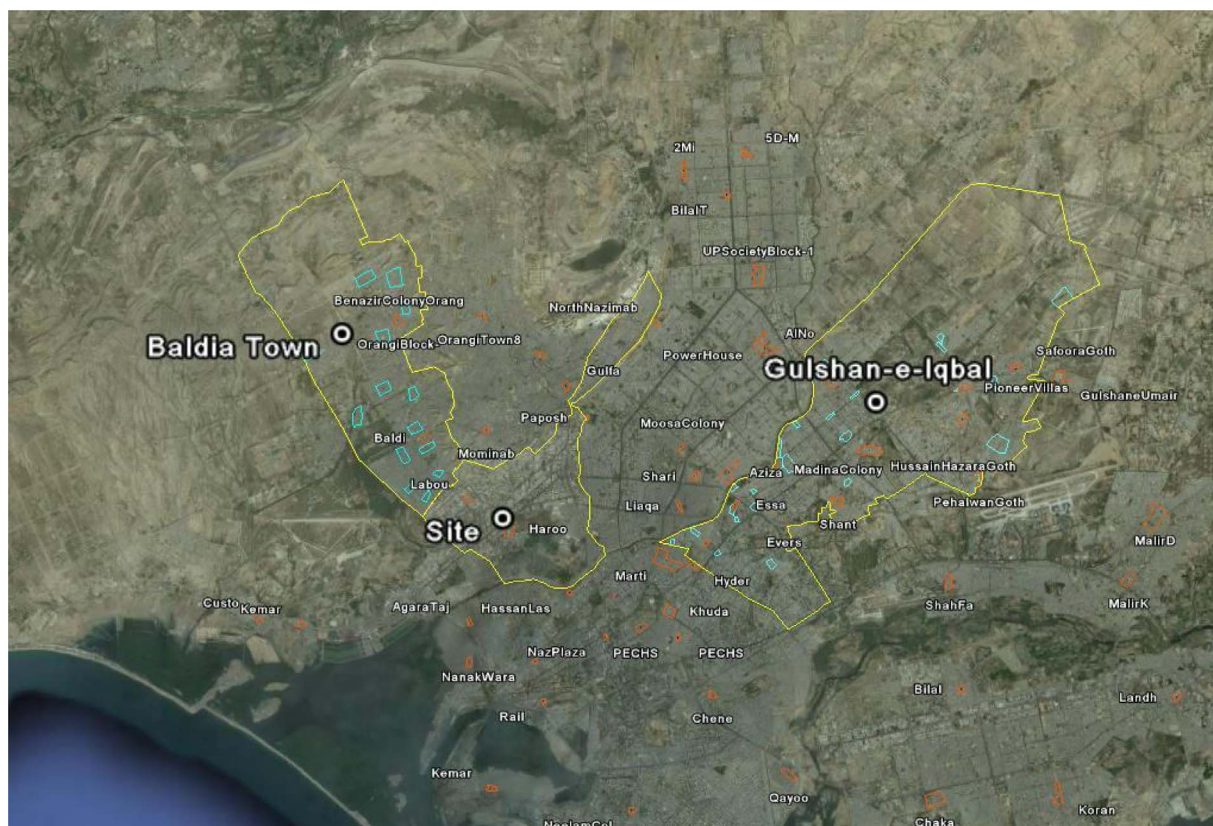 5D-M
2Mi
BilalT
UPSocietyBlock-1
BenazirColonyOrang
NorthNazimab
Baldia Town
OrangiBlock-
OrangiTown8
AlNo
PowerHouse
SafooraGoth
Gulfa
Gulshan-e-Iqbal
PioneerVillas
GulshaneUmair
Paposh
MoosaColony
Baldi
Mominab
Labou
Shari
Aziza
MadinaColony
HussainHazaraGoth
Liaqa
Essa
PehalwanGoth
Site
Haroo
Shant
Evers
MalirD
Marti
Hyder
Custo
Kemar
AgaraTaj
HassanLas
Khuda
ShahFa
MalirK
NazPlaza
PECHS
PECHS
NanakWara
Rail
Chene
Bilal
Landh
Kemar
Qayoo
Koran
Chaka
NeelamCol